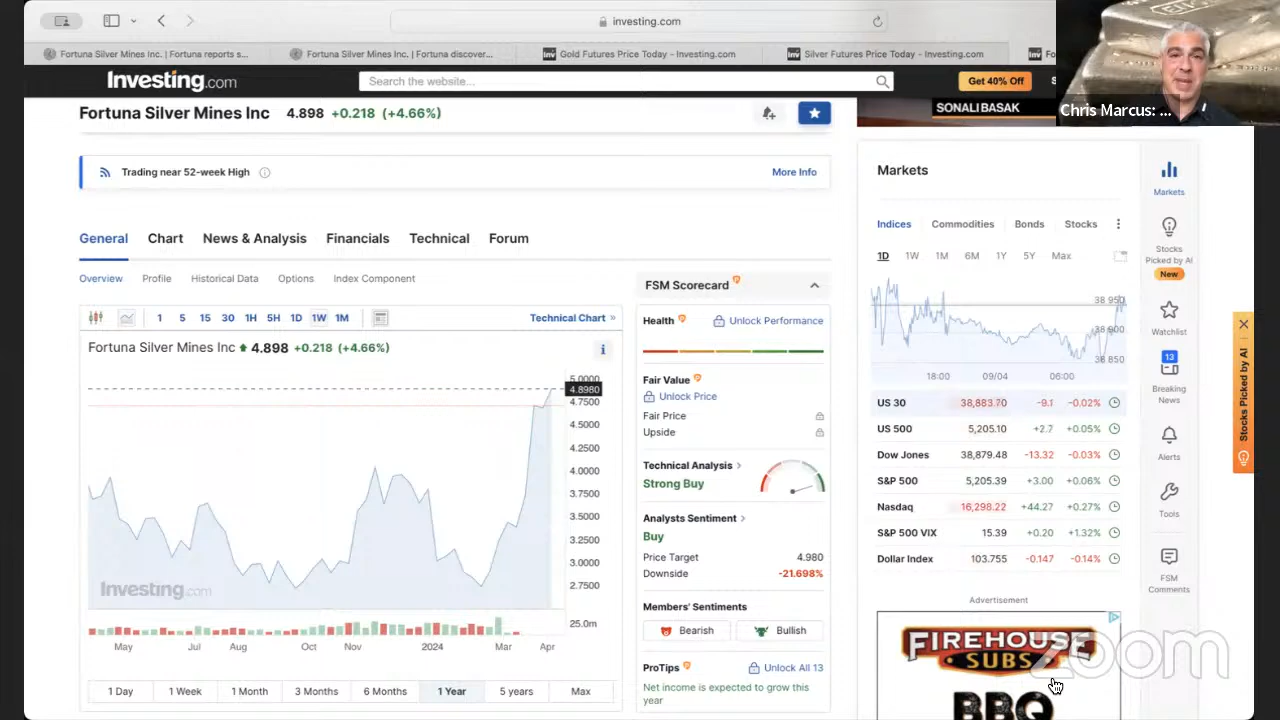 investing.com
Fortuna Silver Mines Inc. | Fortuna reports s...
Fortuna Silver Mines Inc. | Fortuna discover...
Inv Gold Futures Price Today - Investing.com
Inv Silver Futures Price Today - Investing.com
Inv Fo
Investing.com
Search the website...
Get 40% Off
S
Chris Marcus: ...
SONALI BASAK
Fortuna Silver Mines Inc 4.898 +0.218 (+4.66%)
Trading near 52-week High
More Info
General Chart News & Analysis Financials Technical Forum
Overview Profile Historical Data Options Index Component
1 5 15 30 1H 5H 1D 1W 1M
Technical Chart »
Fortuna Silver Mines Inc 4.898 +0.218 (+4.66%)
5.0000
4.8980
4.7500
4.5000
4.2500
4.0000
3.7500
3.5000
3.2500
3.0000
2.7500
25.0m
Investing.com
May Jul Aug Oct Nov 2024 Mar Apr
1 Day 1 Week 1 Month 3 Months 6 Months 1 Year 5 years Max
FSM Scorecard
Health
Unlock Performance
Fair Value
Unlock Price
Fair Price
Upside
Technical Analysis
Strong Buy
Analysts Sentiment
Buy
Price Target 4.980
Downside -21.698%
Members' Sentiments
Bearish Bullish
ProTips
Unlock All 13
Net income is expected to grow this
year
Markets
Indices Commodities Bonds Stocks
1D 1W 1M 6M 1Y 5Y Max
38 950
38 900
38 850
18:00 09/04 06:00
US 30 38,883.70 -9.1 -0.02%
US 500 5,205.10 +2.7 +0.05%
Dow Jones 38,879.48 -13.32 -0.03%
S&P 500 5,205.39 +3.00 +0.06%
Nasdaq 16,298.22 +44.27 +0.27%
S&P 500 VIX 15.39 +0.20 +1.32%
Dollar Index 103.755 -0.147 -0.14%
Advertisement
FIREHOUSE
SUBS
BBQ
zoom
Markets
Stocks
Picked by AI
New
Watchlist
13
Breaking
News
Alerts
Tools
FSM
Comments
Stocks Picked by AI